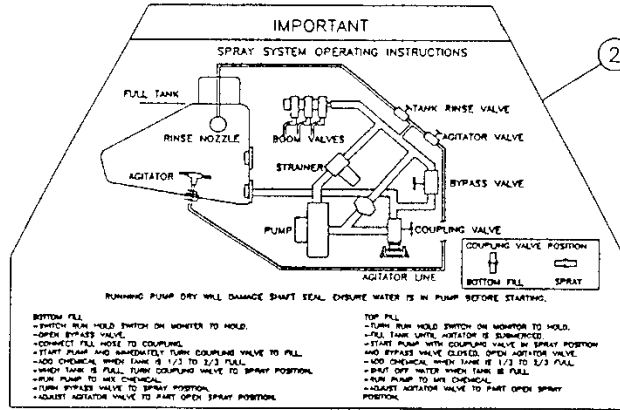 IMPORTANT
SPRAY SYSTEM OPERATING INSTRUCTIONS
2
FULL TANK
RINSE NOZZLE
BOOM VALVES
TANK RINSE VALVE
AGITATOR VALVE
STRAINER
AGITATOR
BYPASS VALVE
PUMP
COUPLING VALVE
COUPLING VALVE POSITION
BOTTOM FILL
SPRAY
AGITATOR LINE
RUNNING PUMP DRY WILL DAMAGE SHAFT SEAL. ENSURE WATER IS IN PUMP BEFORE STARTING.
BOTTOM FILL
-SWITCH RUN HOLD SWITCH ON MONITER TO HOLD.
-OPEN BYPASS VALVE.
-CONNECT FILL HOSE TO COUPLING.
-START PUMP AND IMMEDIATELY TURN COUPLING VALVE TO FILL.
-ADD CHEMICAL WHEN TANK IS 1/3 TO 2/3 FULL.
-WHEN TANK IS FULL, TURN COUPLING VALVE TO SPRAY POSITION.
-RUN PUMP TO MIX CHEMICAL.
-TURN BYPASS VALVE TO SPRAY POSITION.
-ADJUST AGITATOR VALVE TO PART OPEN SPRAY POSITION.
TOP FILL
-TURN RUN HOLD SWITCH ON MONITOR TO HOLD.
-FILL TANK UNTIL AGITATOR IS SUBMERGED.
-START PUMP WITH COUPLING VALVE IN SPRAY POSITION
AND BYPASS VALVE CLOSED. OPEN AGITATOR VALVE.
-ADD CHEMICAL WHEN TANK IS 1/3 TO 2/3 FULL
-SHUT OFF WATER WHEN TANK IS FULL.
-RUN PUMP TO MIX CHEMICAL.
-ADJUST AGITATOR VALVE TO PART OPEN SPRAY
POSITION.